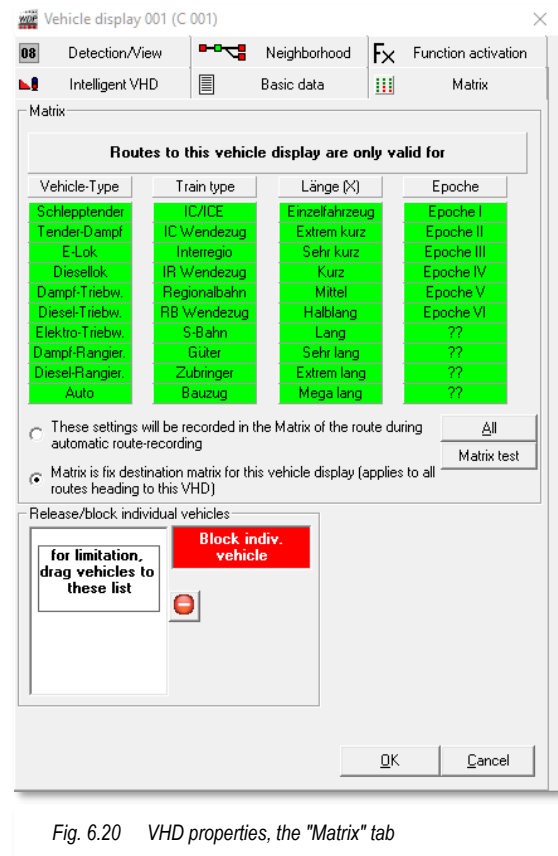 WDP Vehicle display 001 (C 001)
08 Detection/View Neighborhood Fx Function activation
Intelligent VHD Basic data Matrix
Matrix
Routes to this vehicle display are only valid for
Vehicle-Type Train type Länge (X) Epoche
Schlepptender IC/ICE Einzelfahrzeug Epoche I
Tender-Dampf IC Wendezug Extrem kurz Epoche II
E-Lok Interregio Sehr kurz Epoche III
Diesellok IR Wendezug Kurz Epoche IV
Dampf-Triebw. Regionalbahn Mittel Epoche V
Diesel-Triebw. RB Wendezug Halblang Epoche VI
Elektro-Triebw. S-Bahn Lang ??
Dampf-Rangier. Güter Sehr lang ??
Diesel-Rangier. Zubringer Extrem lang ??
Auto Bauzug Mega lang ??
These settings will be recorded in the Matrix of the route during
automatic route-recording
All
Matrix test
Matrix is fix destination matrix for this vehicle display (applies to all
routes heading to this VHD)
Release/block individual vehicles
for limitation,
drag vehicles to
these list
Block indiv.
vehicle
OK Cancel
Fig. 6.20 VHD properties, the "Matrix" tab